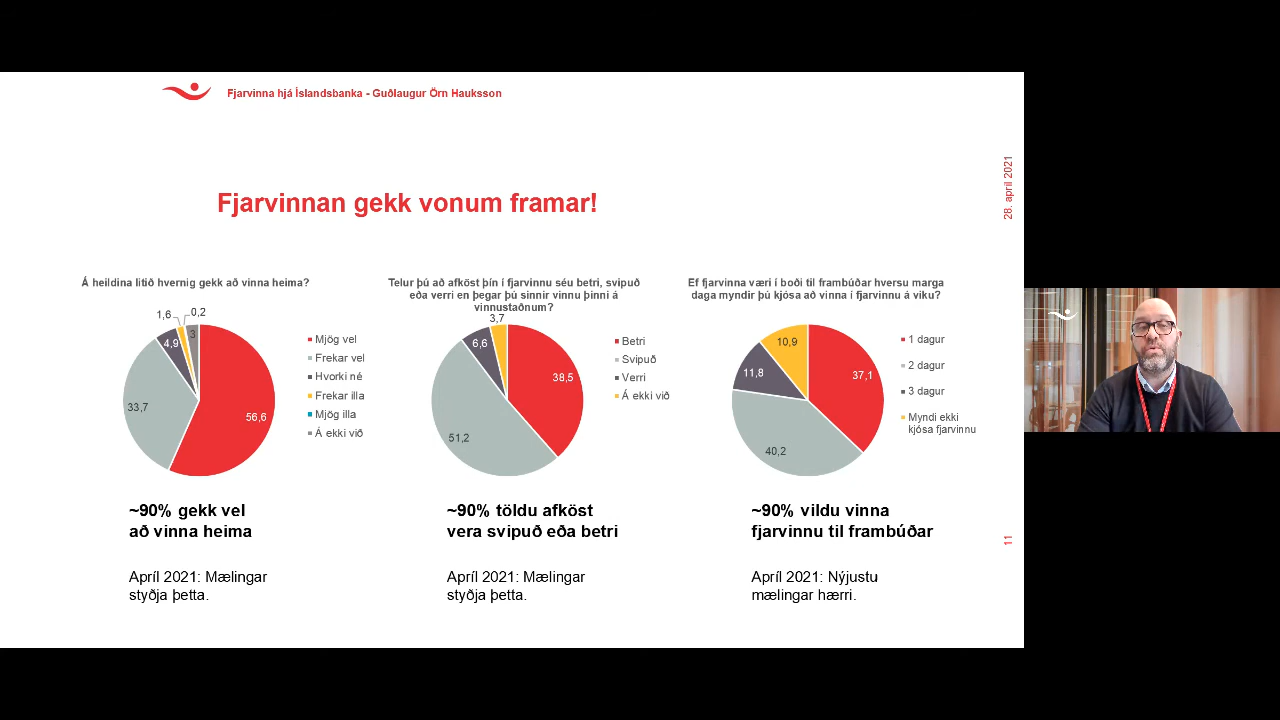 Fjarvinna hjá Íslandsbanka - Guðlaugur Örn Hauksson
28. apríl 2021
Fjarvinnan gekk vonum framar!
Á heildina litið hvernig gekk að vinna heima?
1,6
0,2
4,9
3
33,7
56,6
Mjög vel
Frekar vel
Hvorki né
Frekar illa
Mjög illa
Á ekki við
~90% gekk vel
að vinna heima
Apríl 2021: Mælingar
styðja þetta.
Telur þú að afköst þín í fjarvinnu séu betri, svipuð
eða verri en þegar þú sinnir vinnu þinni á
vinnustaðnum?
3,7
6,6
38,5
51,2
Betri
Svipuð
Verri
Á ekki við
~90% töldu afköst
vera svipuð eða betri
Apríl 2021: Mælingar
styðja þetta.
Ef fjarvinna væri í boði til frambúðar hversu marga
daga myndir þú kjósa að vinna í fjarvinnu á viku?
10,9
11,8
37,1
40,2
1 dagur
2 dagur
3 dagur
Myndi ekki
kjósa fjarvinnu
~90% vildu vinna
fjarvinnu til frambúðar
Apríl 2021: Nýjustu
mælingar hærri.
11